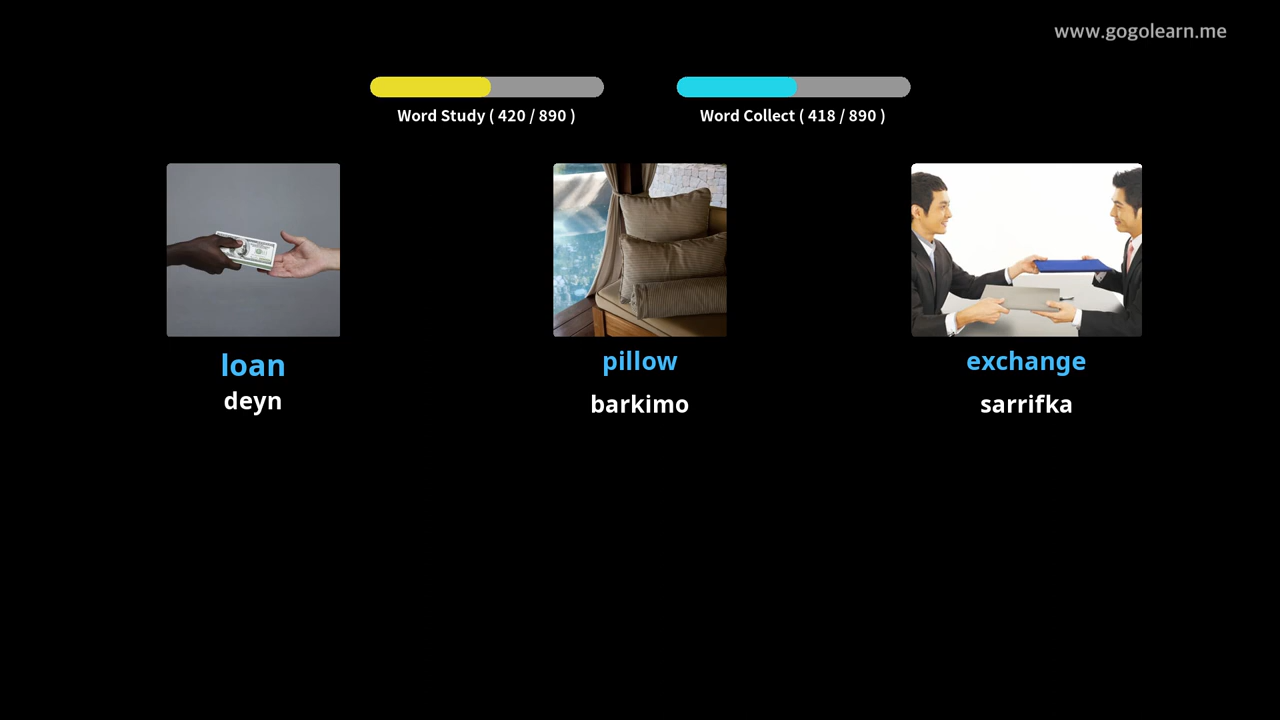 www.gogolearn.me
Word Study ( 420 / 890 )
Word Collect ( 418 / 890 )
loan
deyn
pillow
barkimo
exchange
sarrifka